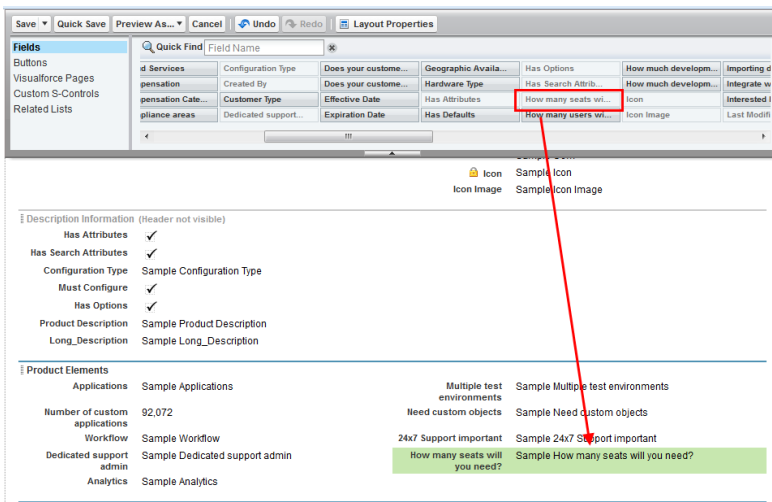 Save Quick Save Preview As... Cancel Undo Redo Layout Properties
Fields
Buttons
Visualforce Pages
Custom S-Controls
Related Lists
Quick Find Field Name
d Services Configuration Type Does your custome... Geographic Availa... Has Options How much developm... Importing d
pensation Created By Does your custome... Hardware Type Has Search Attrib... How much developm... Integrate w
pensation Cate... Customer Type Effective Date Has Attributes How many seats wi... Icon Interested I
pliance areas Dedicated support... Expiration Date Has Defaults How many users wi... Icon Image Last Modifi
Icon Sample Icon
Icon Image Sample Icon Image
Description Information (Header not visible)
Has Attributes
Has Search Attributes
Configuration Type Sample Configuration Type
Must Configure
Has Options
Product Description Sample Product Description
Long_Description Sample Long_Description
Product Elements
Applications Sample Applications Multiple test environments Sample Multiple test environments
Number of custom applications 92,072 Need custom objects Sample Need custom objects
Workflow Sample Workflow 24x7 Support important Sample 24x7 Support important
Dedicated support admin Sample Dedicated support admin How many seats will you need? Sample How many seats will you need?
Analytics Sample Analytics